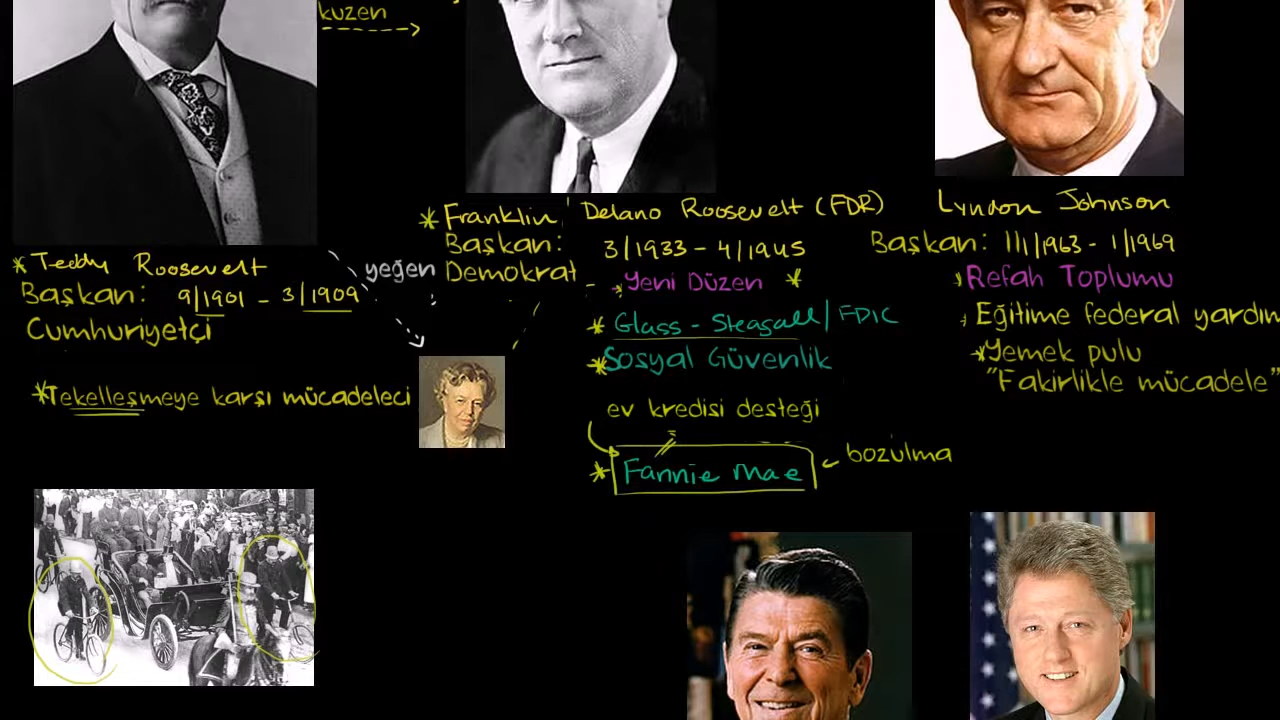 kuzen
* Teddy Roosevelt
Başkan: 9/1901 - 3/1909
Cumhuriyetçi
*Tekelleşmeye karşı mücadeleci
yeğen
* Franklin Delano Roosevelt (FDR)
Başkan: 3/1933 - 4/1945
Demokrat - Yeni Düzen *
* Glass - Steagall/FDIC
*Sosyal Güvenlik
ev kredisi desteği
* Fannie Mae
bozulma
Lyndon Johnson
Başkan: 11/1963 - 1/1969
Refah Toplumu
Eğitime federal yardım
*Yemek pulu
"Fakirlikle mücadele"